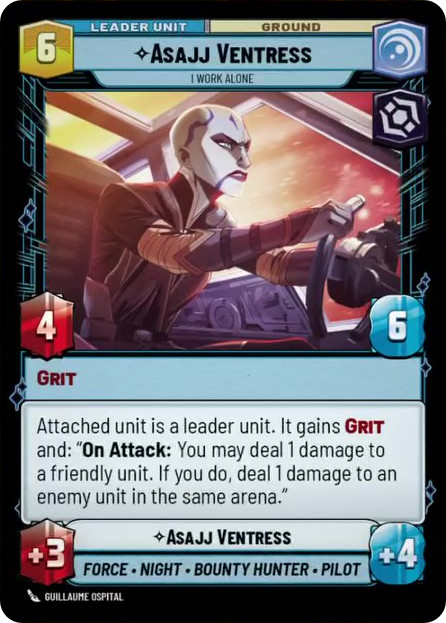 LEADER UNIT
GROUND
6
✧ASAJJ VENTRESS
I WORK ALONE
4
6
GRIT
Attached unit is a leader unit. It gains GRIT
and: “On Attack: You may deal 1 damage to
a friendly unit. If you do, deal 1 damage to an
enemy unit in the same arena.”
+3
✧ASAJJ VENTRESS
+4
FORCE • NIGHT • BOUNTY HUNTER • PILOT
GUILLAUME OSPITAL